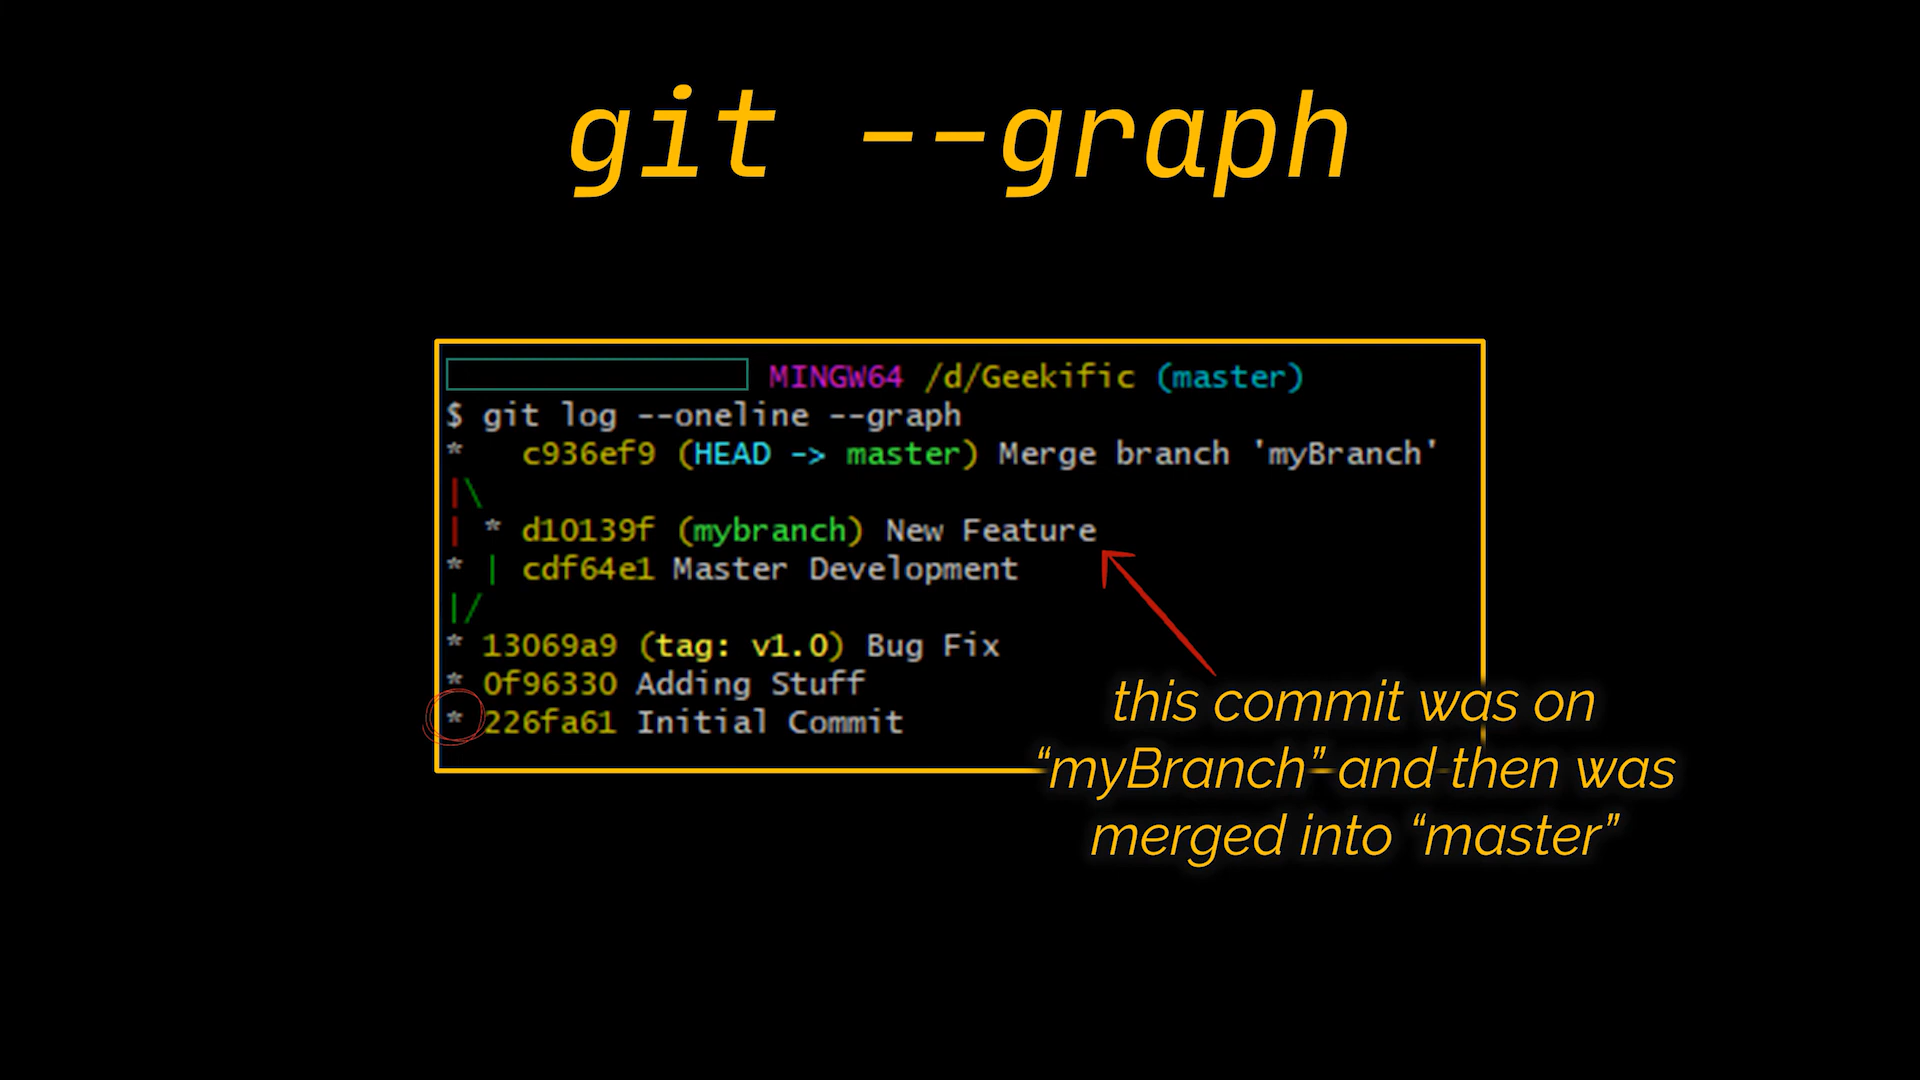 git --graph
MINGW64 /d/Geekific (master)
$ git log --oneline --graph
*   c936ef9 (HEAD -> master) Merge branch 'myBranch'
|\
| * d10139f (mybranch) New Feature
* | cdf64e1 Master Development
|/
* 13069a9 (tag: v1.0) Bug Fix
* 0f96330 Adding Stuff
* 226fa61 Initial Commit
this commit was on
“myBranch” and then was
merged into “master”